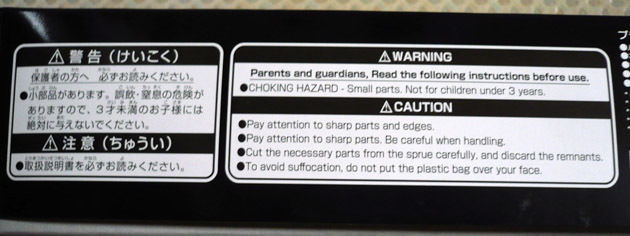 ⚠警告(けいこく)
保護者の方へ 必ずお読みください。
●小部品があります。誤飲・窒息の危険が
ありますので、3才未満のお子様には
絶対に与えないでください。
⚠注意(ちゅうい)
●取扱説明書を必ずお読みください。
⚠WARNING
Parents and guardians, Read the following instructions before use.
●CHOKING HAZARD - Small parts. Not for children under 3 years.
⚠CAUTION
●Pay attention to sharp parts and edges.
●Pay attention to sharp parts. Be careful when handling.
●Cut the necessary parts from the sprue carefully, and discard the remnants.
●To avoid suffocation, do not put the plastic bag over your face.